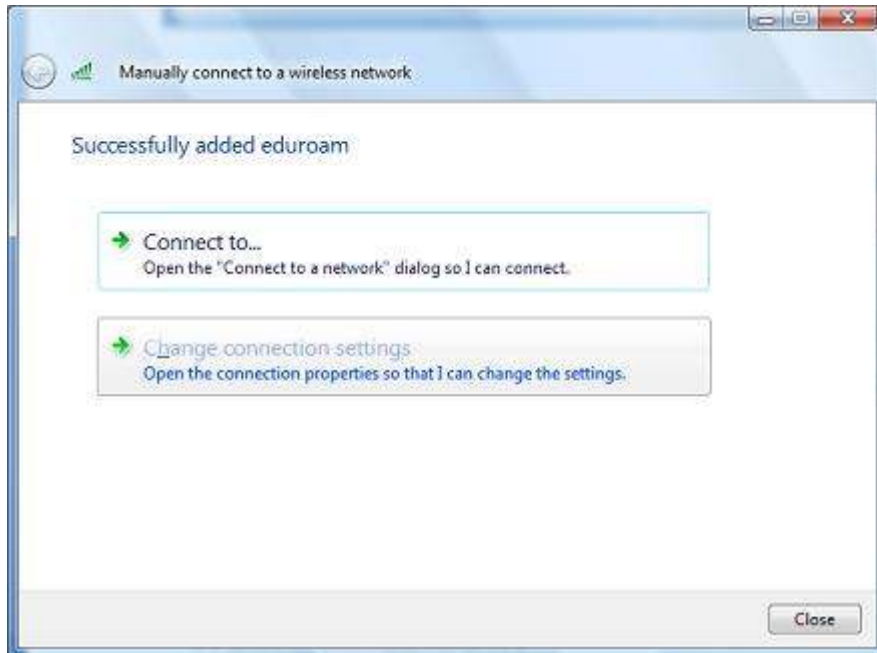 Manually connect to a wireless network
Successfully added eduroam
Connect to...
Open the "Connect to a network" dialog so I can connect.
Change connection settings
Open the connection properties so that I can change the settings.
Close